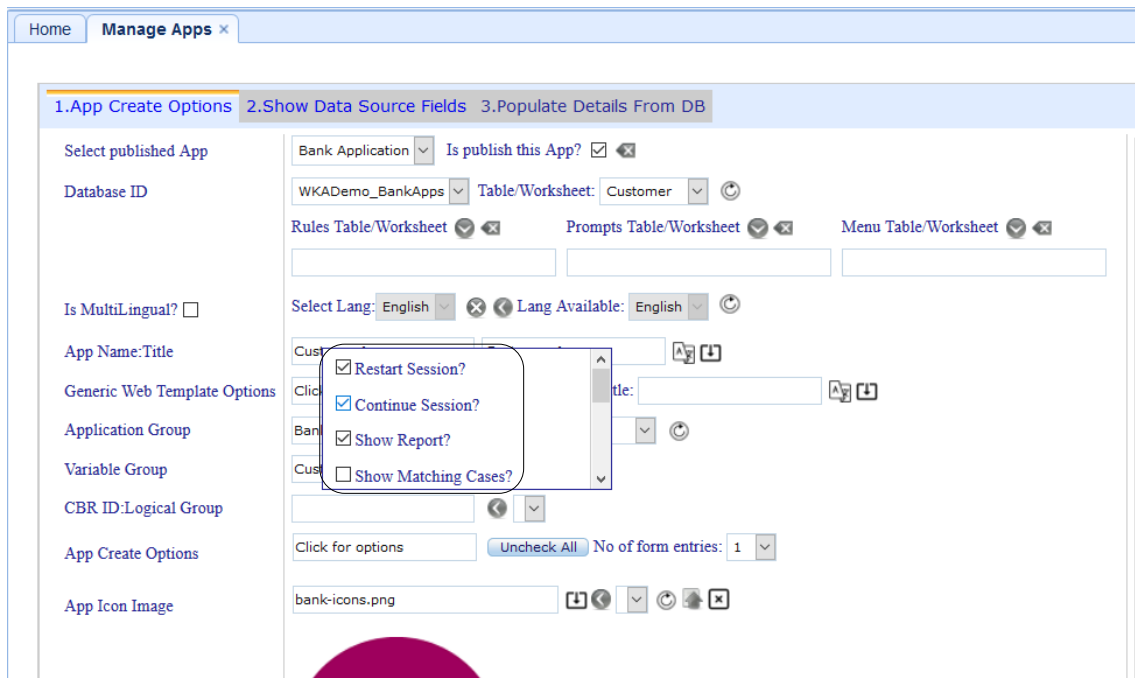 Home Manage Apps ×
1.App Create Options 2.Show Data Source Fields 3.Populate Details From DB
Select published App Bank Application Is publish this App?
Database ID WKADemo_BankApps Table/Worksheet: Customer
Rules Table/Worksheet Prompts Table/Worksheet Menu Table/Worksheet
Is MultiLingual? Select Lang: English Lang Available: English
App Name:Title
Restart Session?
Generic Web Template Options
Continue Session?
Application Group
Show Report?
Variable Group
Show Matching Cases?
CBR ID:Logical Group
App Create Options Click for options Uncheck All No of form entries: 1
App Icon Image bank-icons.png